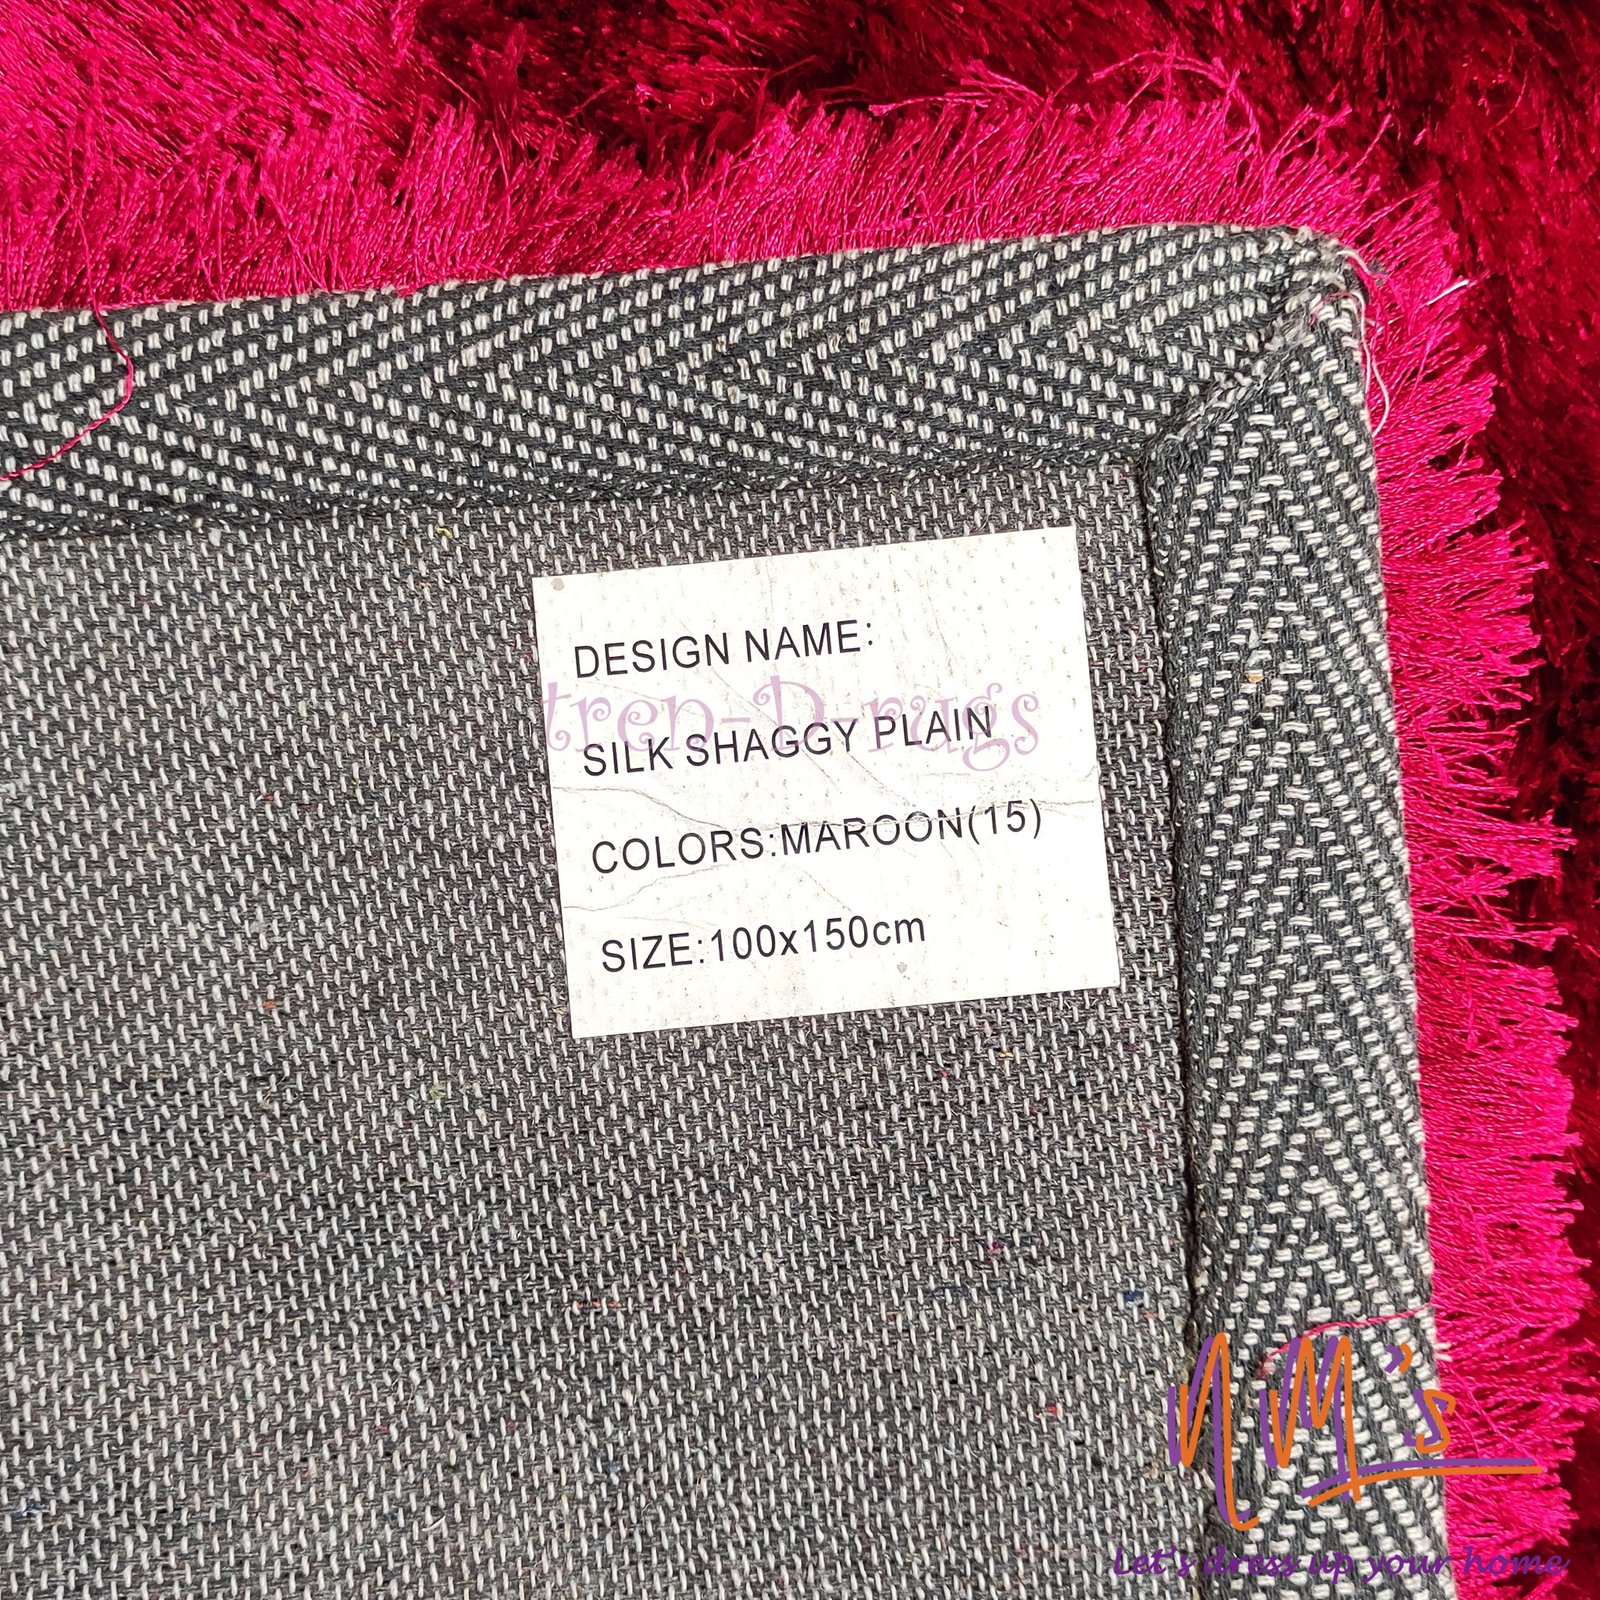 DESIGN NAME:
tren-D-rugs
SILK SHAGGY PLAIN
COLORS:MAROON(15)
SIZE:100x150cm
NM's
Let's dress up your home